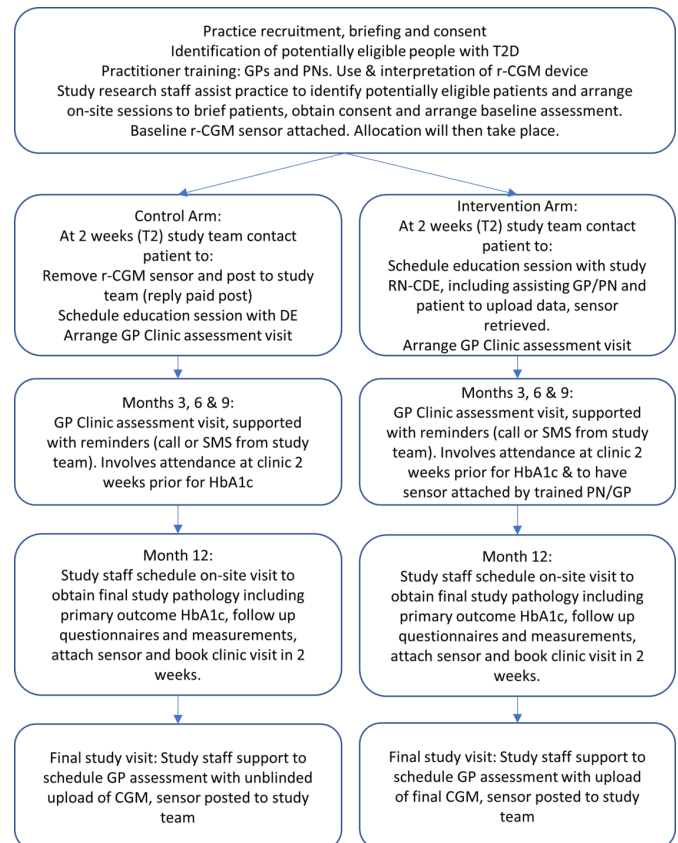 Practice recruitment, briefing and consent
Identification of potentially eligible people with T2D
Practitioner training: GPs and PNs. Use & interpretation of r-CGM device
Study research staff assist practice to identify potentially eligible patients and arrange
on-site sessions to brief patients, obtain consent and arrange baseline assessment.
Baseline r-CGM sensor attached. Allocation will then take place.
Control Arm:
At 2 weeks (T2) study team contact
patient to:
Remove r-CGM sensor and post to study
team (reply paid post)
Schedule education session with DE
Arrange GP Clinic assessment visit
Intervention Arm:
At 2 weeks (T2) study team contact
patient to:
Schedule education session with study
RN-CDE, including assisting GP/PN and
patient to upload data, sensor
retrieved.
Arrange GP Clinic assessment visit
Months 3, 6 & 9:
GP Clinic assessment visit, supported
with reminders (call or SMS from study
team). Involves attendance at clinic 2
weeks prior for HbA1c
Months 3, 6 & 9:
GP Clinic assessment visit, supported
with reminders (call or SMS from study
team). Involves attendance at clinic 2
weeks prior for HbA1c & to have
sensor attached by trained PN/GP
Month 12:
Study staff schedule on-site visit to
obtain final study pathology including
primary outcome HbA1c, follow up
questionnaires and measurements,
attach sensor and book clinic visit in 2
weeks.
Month 12:
Study staff schedule on-site visit to
obtain final study pathology including
primary outcome HbA1c, follow up
questionnaires and measurements,
attach sensor and book clinic visit in 2
weeks.
Final study visit: Study staff support to
schedule GP assessment with unblinded
upload of CGM, sensor posted to study
team
Final study visit: Study staff support to
schedule GP assessment with upload
of final CGM, sensor posted to study
team